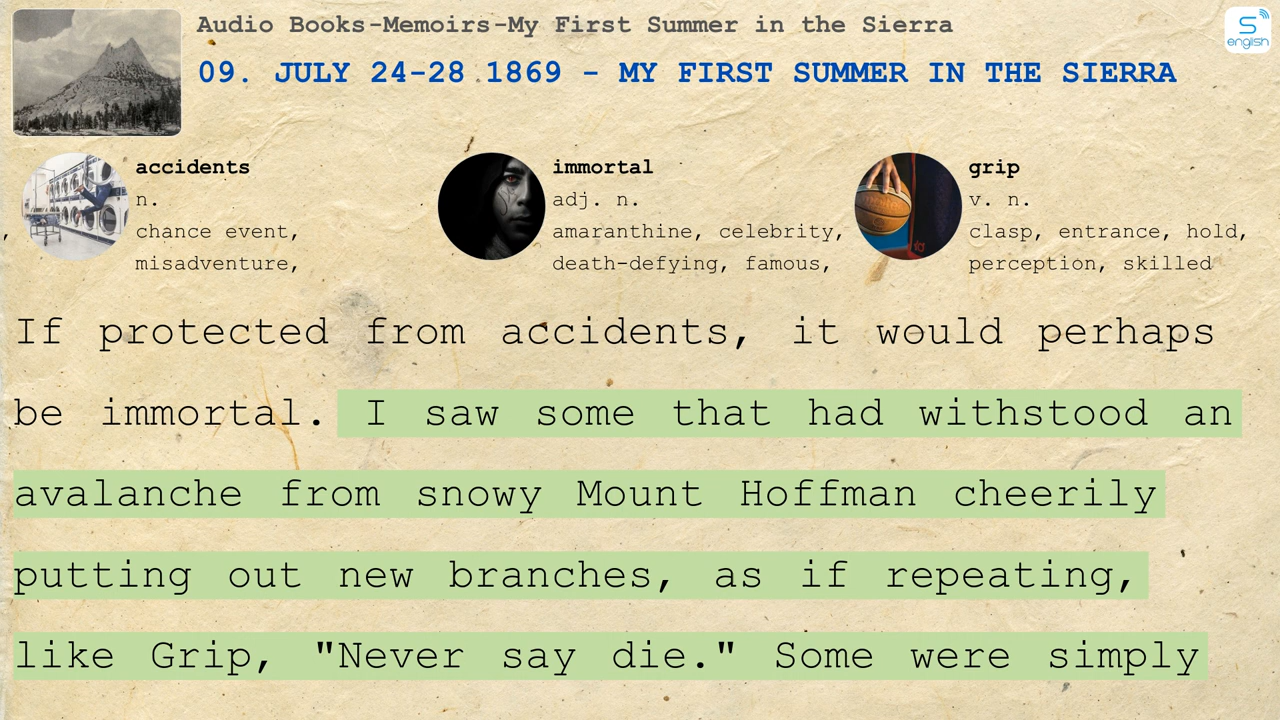 Audio Books-Memoirs-My First Summer in the Sierra
09. JULY 24-28 1869 - MY FIRST SUMMER IN THE SIERRA
S
english
accidents
n.
chance event,
misadventure,
immortal
adj. n.
amaranthine, celebrity,
death-defying, famous,
grip
v. n.
clasp, entrance, hold,
perception, skilled
If protected from accidents, it would perhaps
be immortal. I saw some that had withstood an
avalanche from snowy Mount Hoffman cheerily
putting out new branches, as if repeating,
like Grip, "Never say die." Some were simply